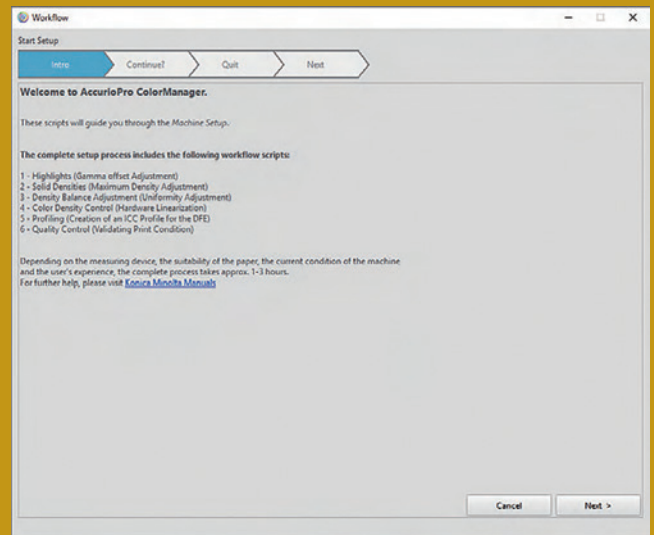 Workflow
Start Setup
Intro
Continue?
Quit
Next
Welcome to AccurioPro ColorManager.
These scripts will guide you through the Machine Setup.
The complete setup process includes the following workflow scripts:
1 - Highlights (Gamma offset Adjustment)
2 - Solid Densities (Maximum Density Adjustment)
3 - Density Balance Adjustment (Uniformity Adjustment)
4 - Color Density Control (Hardware Linearization)
5 - Profiling (Creation of an ICC Profile for the DFE)
6 - Quality Control (Validating Print Condition)
Depending on the measuring device, the suitability of the paper, the current condition of the machine
and the user's experience, the complete process takes approx. 1-3 hours.
For further help, please visit Konica Minolta Manuals
Cancel
Next >